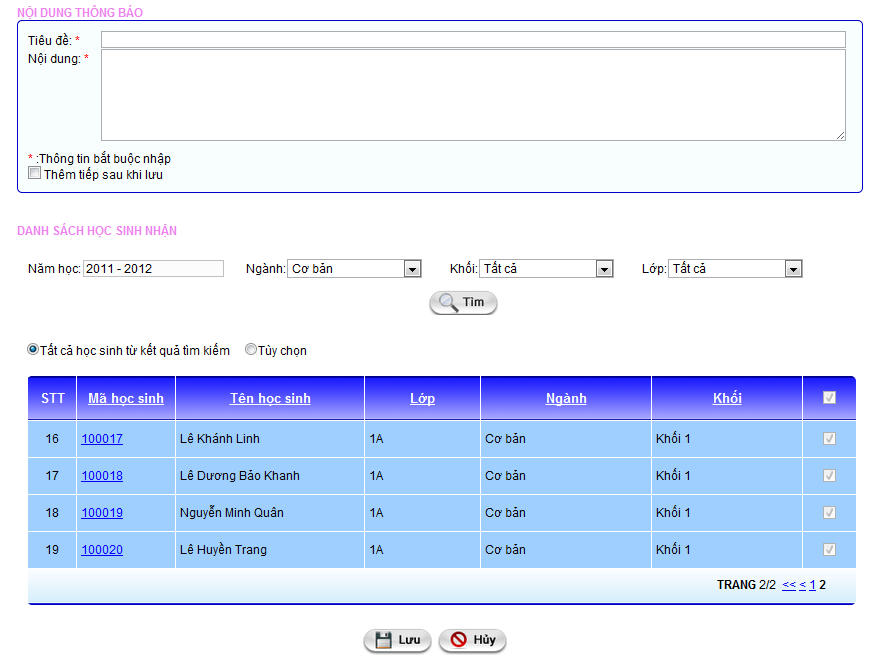 NỘI DUNG THÔNG BÁO
Tiêu đề: *
Nội dung: *
* :Thông tin bắt buộc nhập
Thêm tiếp sau khi lưu
DANH SÁCH HỌC SINH NHẬN
Năm học: 2011 - 2012 Ngành: Cơ bản Khối: Tất cả Lớp: Tất cả
Tìm
Tất cả học sinh từ kết quả tìm kiếm Tùy chọn
STT Mã học sinh Tên học sinh Lớp Ngành Khối
16 100017 Lê Khánh Linh 1A Cơ bản Khối 1
17 100018 Lê Dương Bảo Khanh 1A Cơ bản Khối 1
18 100019 Nguyễn Minh Quân 1A Cơ bản Khối 1
19 100020 Lê Huyền Trang 1A Cơ bản Khối 1
TRANG 2/2 << < 1 2
Lưu Hủy